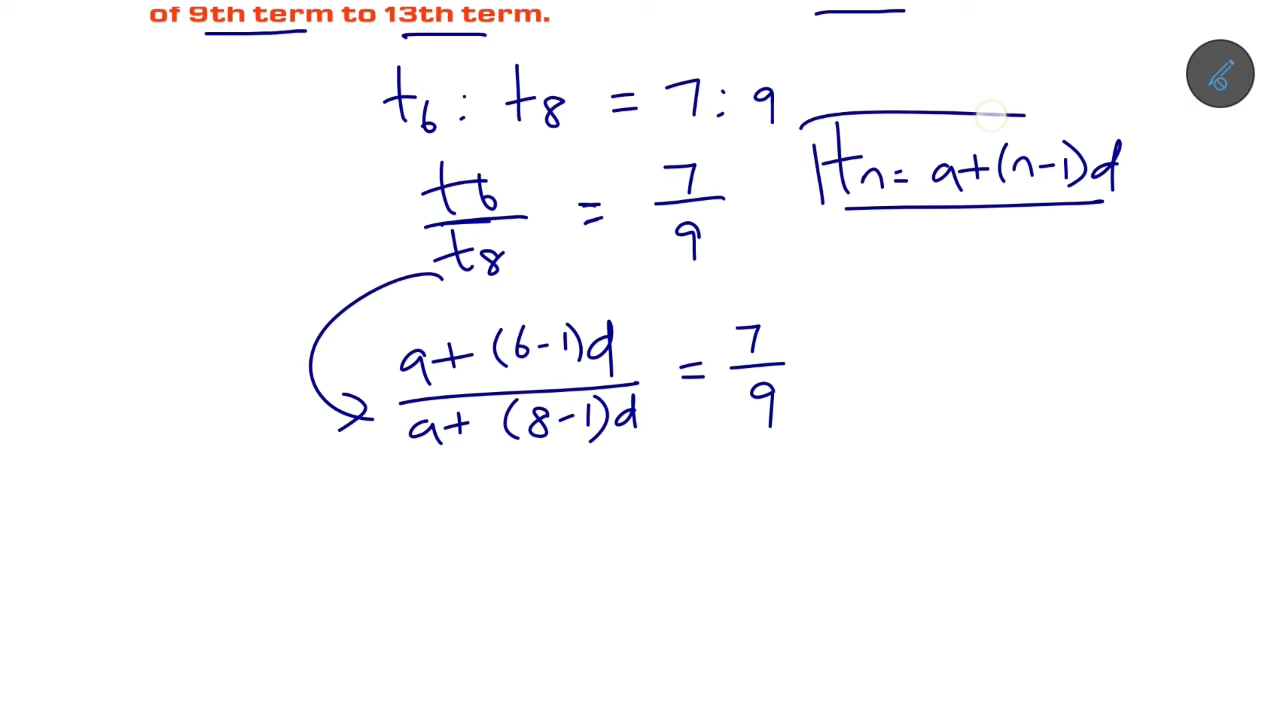 of 9th term to 13th term.
t6 : t8 = 7 : 9
t6 / t8 = 7 / 9
tn = a+(n-1)d
a+ (6-1)d / a+ (8-1)d = 7 / 9